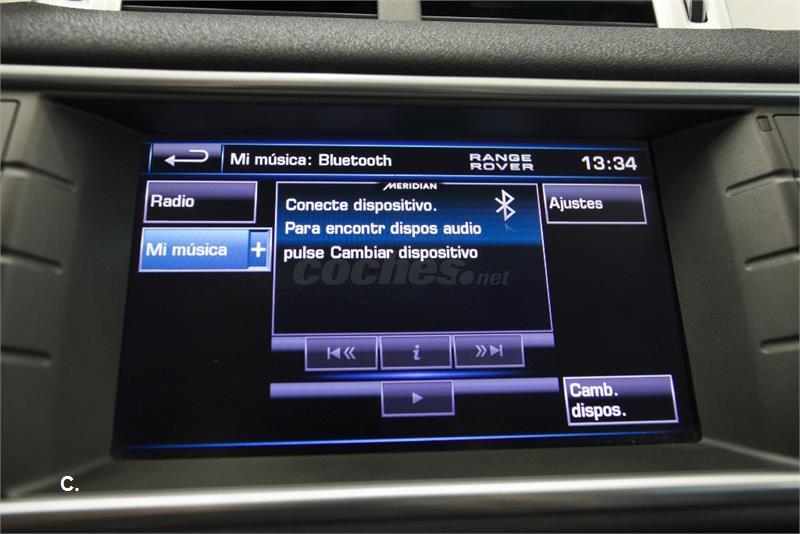 Mi música: Bluetooth
RANGE ROVER
13:34
Radio
Mi música +
MERIDIAN
Conecte dispositivo.
Para encontr dispos audio
pulse Cambiar dispositivo
coches.net
Ajustes
i
Camb.
dispos.
C.